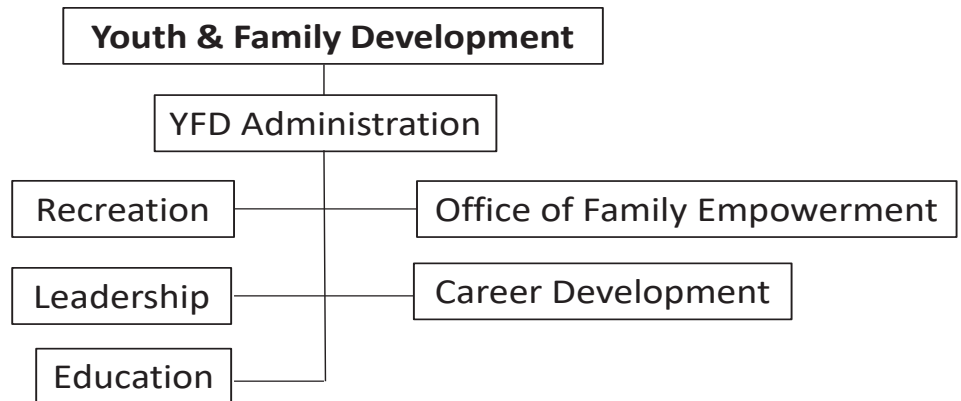 Youth & Family Development
YFD Administration
Recreation
Office of Family Empowerment
Leadership
Career Development
Education